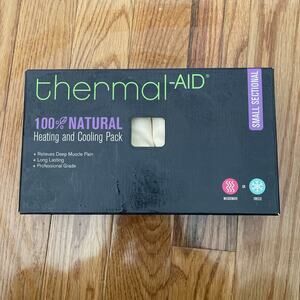 thermal-AID®
100% NATURAL
Heating and Cooling Pack
• Relieves Deep Muscle Pain
• Long Lasting
• Professional Grade
SMALL SECTIONAL
MICROWAVE OR FREEZE